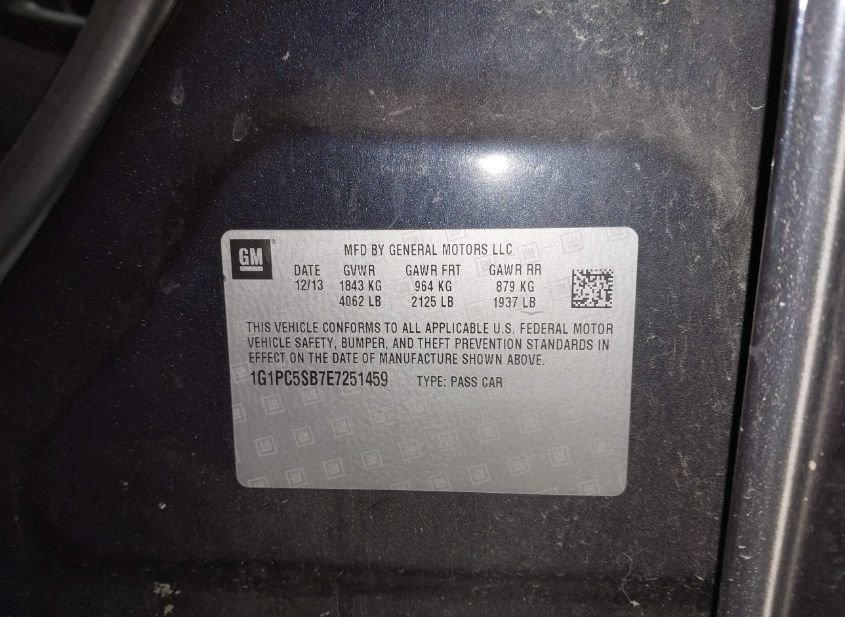 GM
MFD BY GENERAL MOTORS LLC
DATE GVWR GAWR FRT GAWR RR
12/13 1843 KG 964 KG 879 KG
4062 LB 2125 LB 1937 LB
THIS VEHICLE CONFORMS TO ALL APPLICABLE U.S. FEDERAL MOTOR
VEHICLE SAFETY, BUMPER, AND THEFT PREVENTION STANDARDS IN
EFFECT ON THE DATE OF MANUFACTURE SHOWN ABOVE.
1G1PC5SB7E7251459 TYPE: PASS CAR